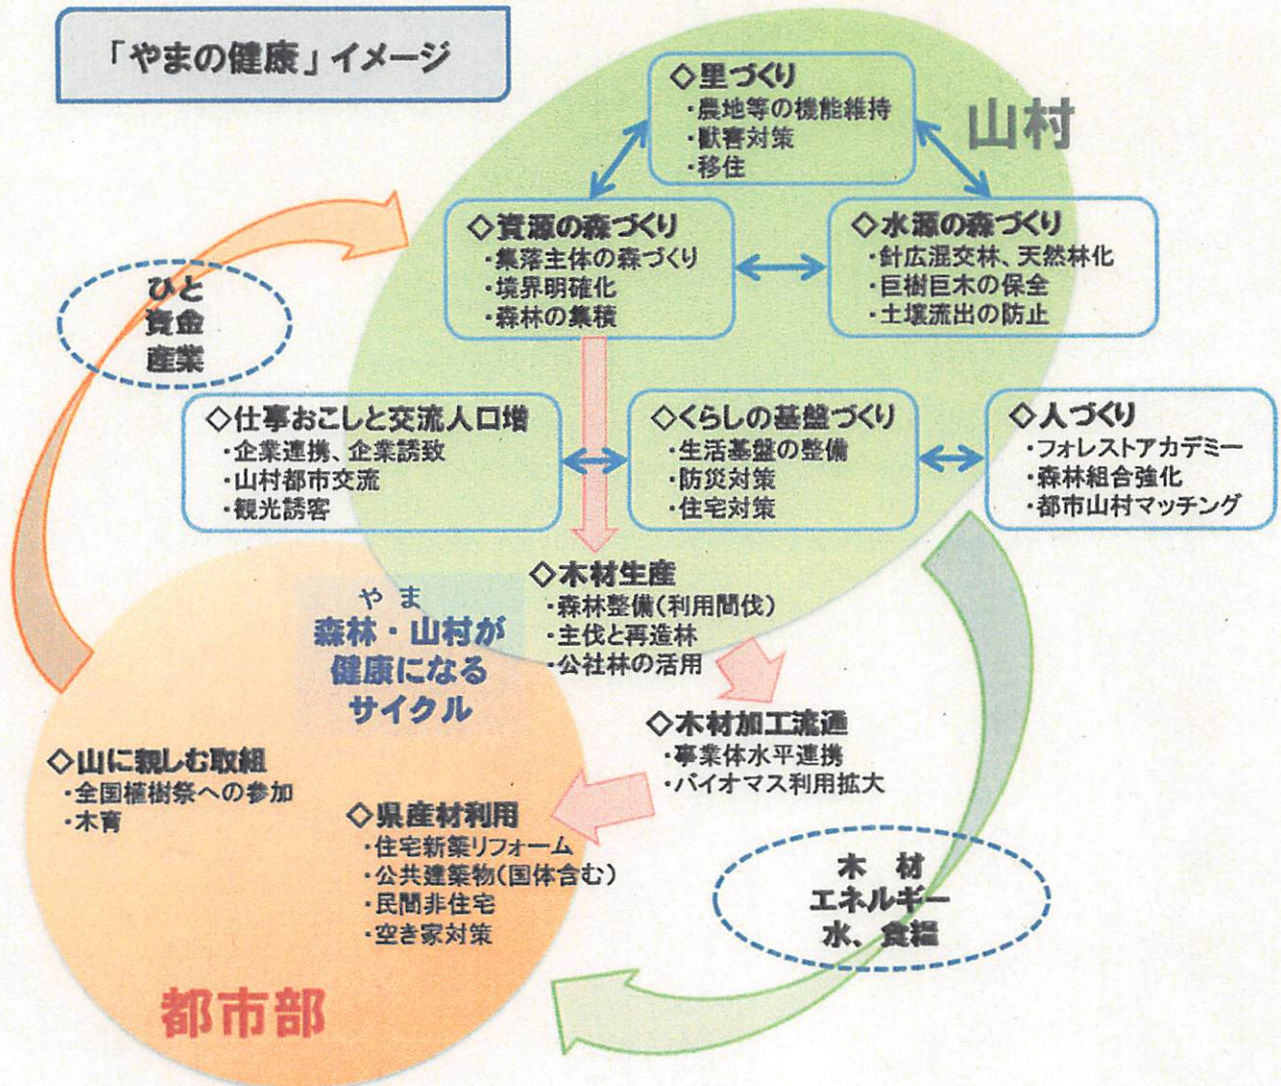 「やまの健康」イメージ
山村
◇里づくり
・農地等の機能維持
・獣害対策
・移住
◇資源の森づくり
・集落主体の森づくり
・境界明確化
・森林の集積
◇水源の森づくり
・針広混交林、天然林化
・巨樹巨木の保全
・土壌流出の防止
ひと
資金
産業
◇仕事おこしと交流人口増
・企業連携、企業誘致
・山村都市交流
・観光誘客
◇くらしの基盤づくり
・生活基盤の整備
・防災対策
・住宅対策
◇人づくり
・フォレストアカデミー
・森林組合強化
・都市山村マッチング
◇木材生産
・森林整備(利用間伐)
・主伐と再造林
・公社林の活用
やま
森林・山村が
健康になる
サイクル
◇木材加工流通
・事業体水平連携
・バイオマス利用拡大
◇山に親しむ取組
・全国植樹祭への参加
・木育
◇県産材利用
・住宅新築リフォーム
・公共建築物(国体含む)
・民間非住宅
・空き家対策
木　材
エネルギー
水、食糧
都市部